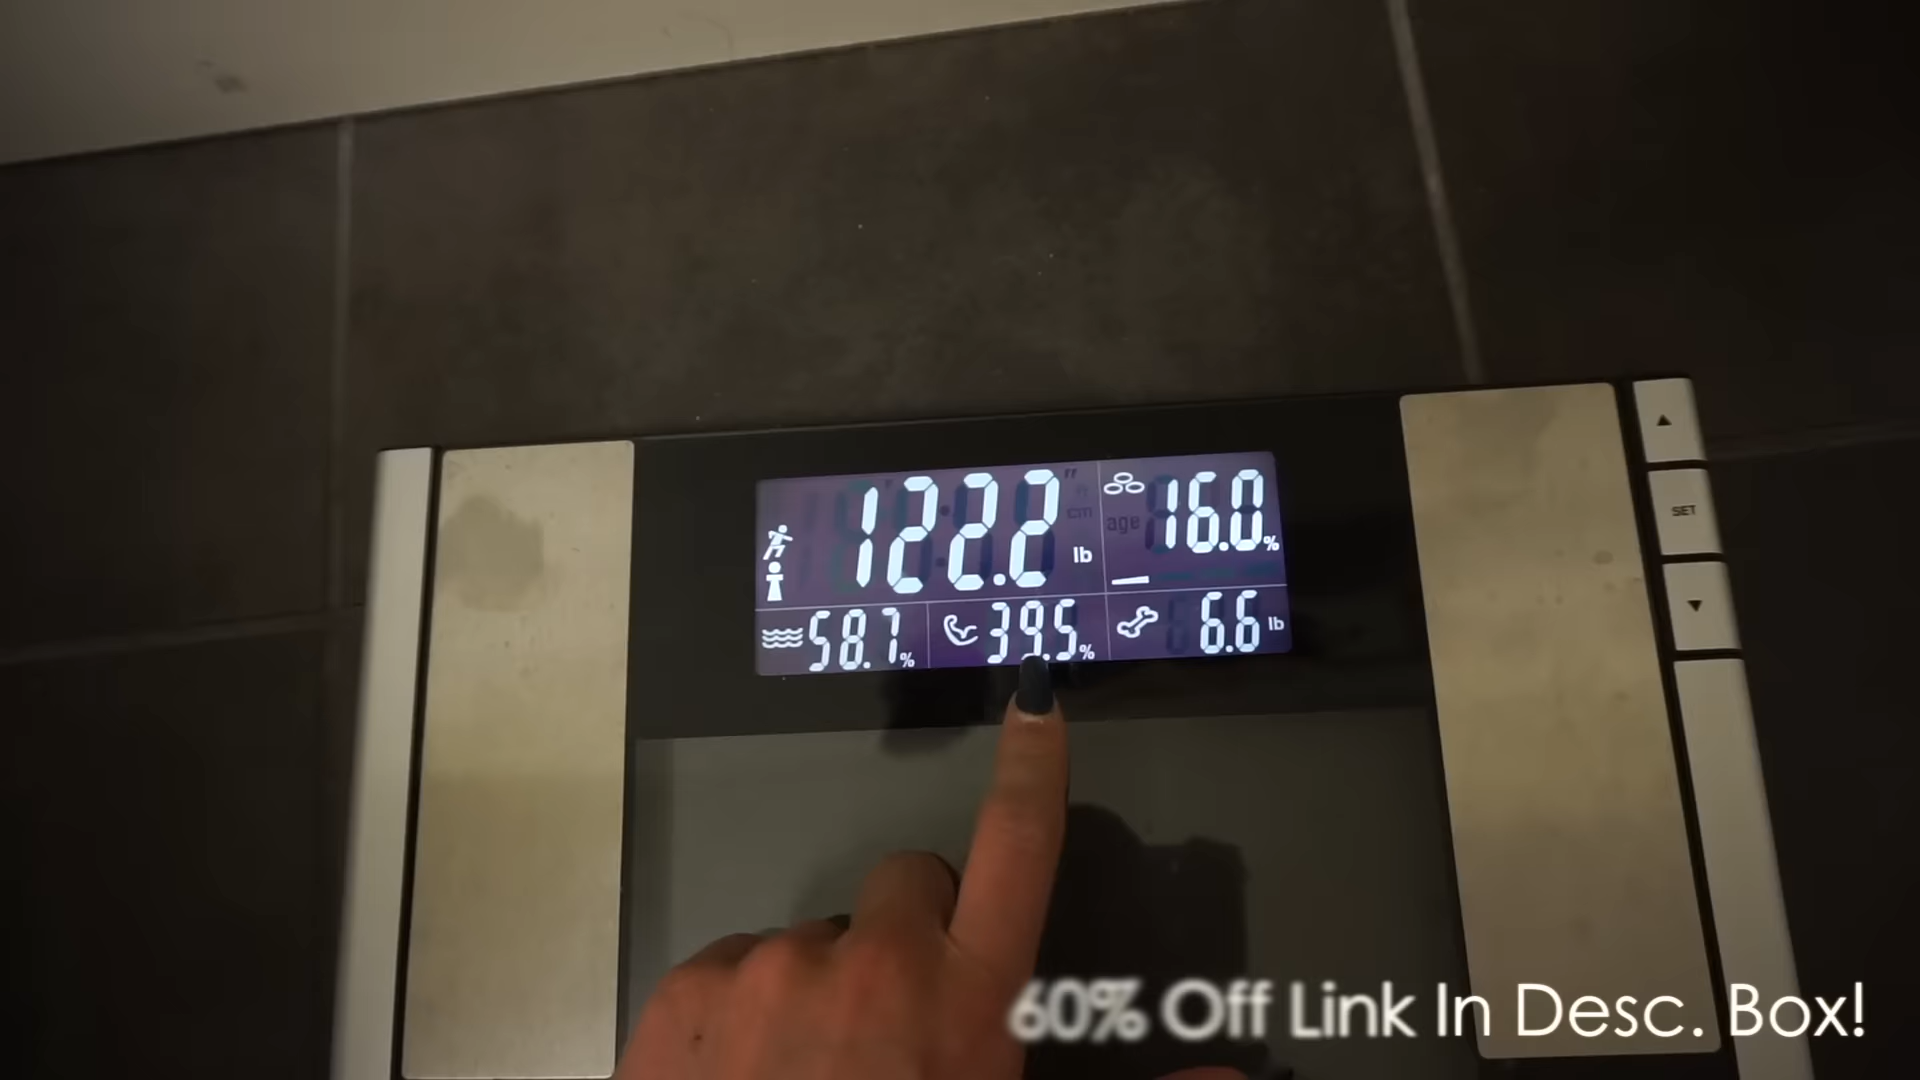 122.2 lb
16.0%
age
cm
58.7%
39.5%
6.6 lb
SET
60% Off Link In Desc. Box!